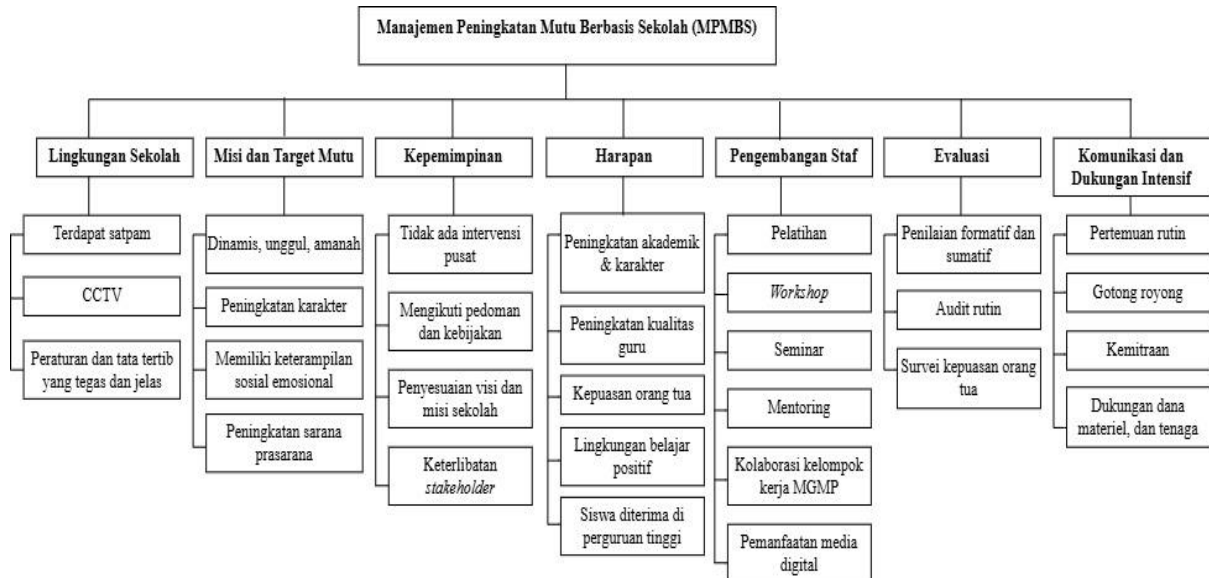 Manajemen Peningkatan Mutu Berbasis Sekolah (MPMBS)
Lingkungan Sekolah
Terdapat satpam
CCTV
Peraturan dan tata tertib
yang tegas dan jelas
Misi dan Target Mutu
Dinamis, unggul, amanah
Peningkatan karakter
Memiliki keterampilan
sosial emosional
Peningkatan sarana
prasarana
Kepemimpinan
Tidak ada intervensi
pusat
Mengikuti pedoman
dan kebijakan
Penyesuaian visi dan
misi sekolah
Keterlibatan
stakeholder
Harapan
Peningkatan akademik
& karakter
Peningkatan kualitas
guru
Kepuasan orang tua
Lingkungan belajar
positif
Siswa diterima di
perguruan tinggi
Pengembangan Staf
Pelatihan
Workshop
Seminar
Mentoring
Kolaborasi kelompok
kerja MGMP
Pemanfaatan media
digital
Evaluasi
Penilaian formatif dan
sumatif
Audit rutin
Survei kepuasan orang
tua
Komunikasi dan
Dukungan Intensif
Pertemuan rutin
Gotong royong
Kemitraan
Dukungan dana
materiel, dan tenaga